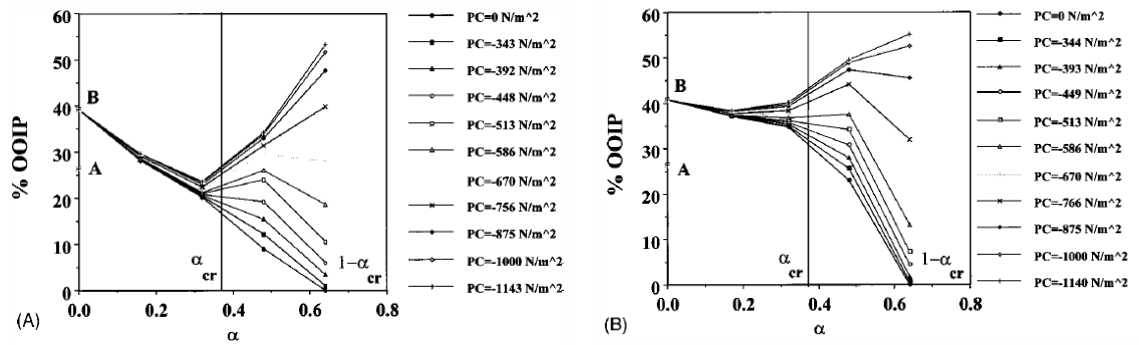 60
50
40
30
20
10
0
% OOIP
B
A
α
cr
1−α
cr
0.0
0.2
0.4
0.6
0.8
α
(A)
PC=0 N/m^2
PC=-343 N/m^2
PC=-392 N/m^2
PC=-448 N/m^2
PC=-513 N/m^2
PC=-586 N/m^2
PC=-670 N/m^2
PC=-756 N/m^2
PC=-875 N/m^2
PC=-1000 N/m^2
PC=-1143 N/m^2
60
50
40
30
20
10
0
% OOIP
B
A
α
cr
1−α
cr
0.0
0.2
0.4
0.6
0.8
α
(B)
PC=0 N/m^2
PC=-344 N/m^2
PC=-393 N/m^2
PC=-449 N/m^2
PC=-513 N/m^2
PC=-586 N/m^2
PC=-670 N/m^2
PC=-766 N/m^2
PC=-875 N/m^2
PC=-1000 N/m^2
PC=-1140 N/m^2